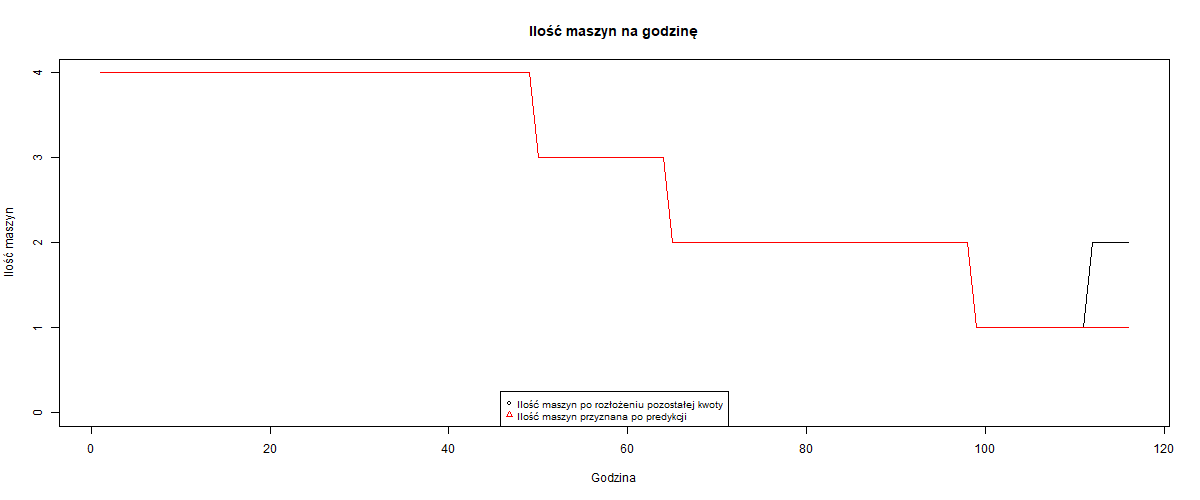 Ilość maszyn na godzinę
Ilość maszyn
4
3
2
1
0
Ilość maszyn po rozłożeniu pozostałej kwoty
Ilość maszyn przyznana po predykcji
0 20 40 60 80 100 120
Godzina